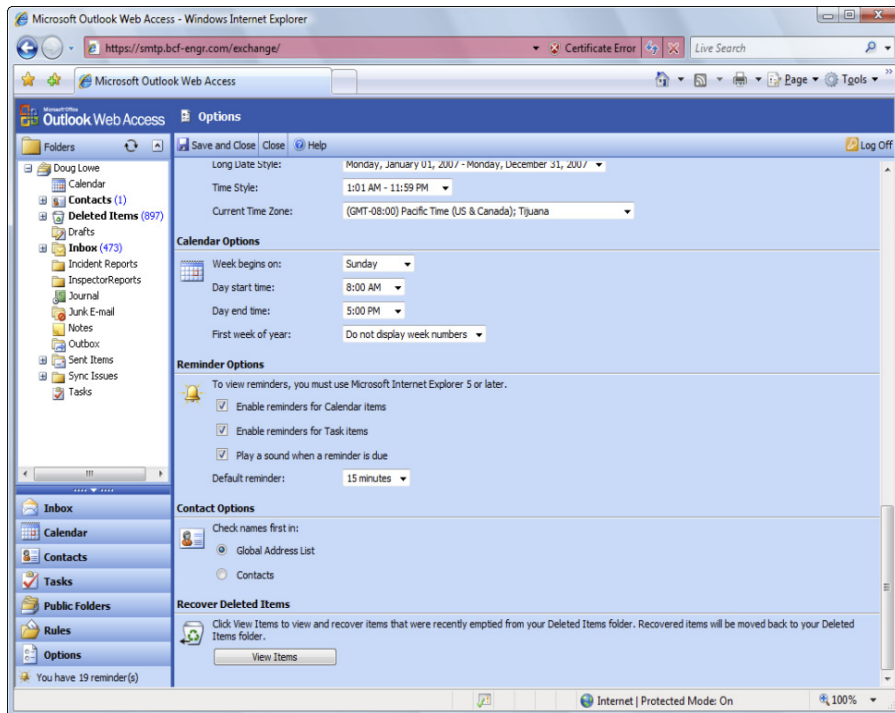 Microsoft Outlook Web Access - Windows Internet Explorer
https://smtp.bcf-engr.com/exchange/
Certificate Error
Live Search
Microsoft Outlook Web Access
Page
Tools
Microsoft Office
Outlook Web Access
Options
Folders
Save and Close
Close
Help
Log Off
Doug Lowe
Calendar
Contacts (1)
Deleted Items (897)
Drafts
Inbox (473)
Incident Reports
InspectorReports
Journal
Junk E-mail
Notes
Outbox
Sent Items
Sync Issues
Tasks
Inbox
Calendar
Contacts
Tasks
Public Folders
Rules
Options
You have 19 reminder(s)
Long Date Style: Monday, January 01, 2007 - Monday, December 31, 2007
Time Style: 1:01 AM - 11:59 PM
Current Time Zone: (GMT-08:00) Pacific Time (US & Canada); Tijuana
Calendar Options
Week begins on: Sunday
Day start time: 8:00 AM
Day end time: 5:00 PM
First week of year: Do not display week numbers
Reminder Options
To view reminders, you must use Microsoft Internet Explorer 5 or later.
Enable reminders for Calendar items
Enable reminders for Task items
Play a sound when a reminder is due
Default reminder: 15 minutes
Contact Options
Check names first in:
Global Address List
Contacts
Recover Deleted Items
Click View Items to view and recover items that were recently emptied from your Deleted Items folder. Recovered items will be moved back to your Deleted
Items folder.
View Items
Internet | Protected Mode: On
100%